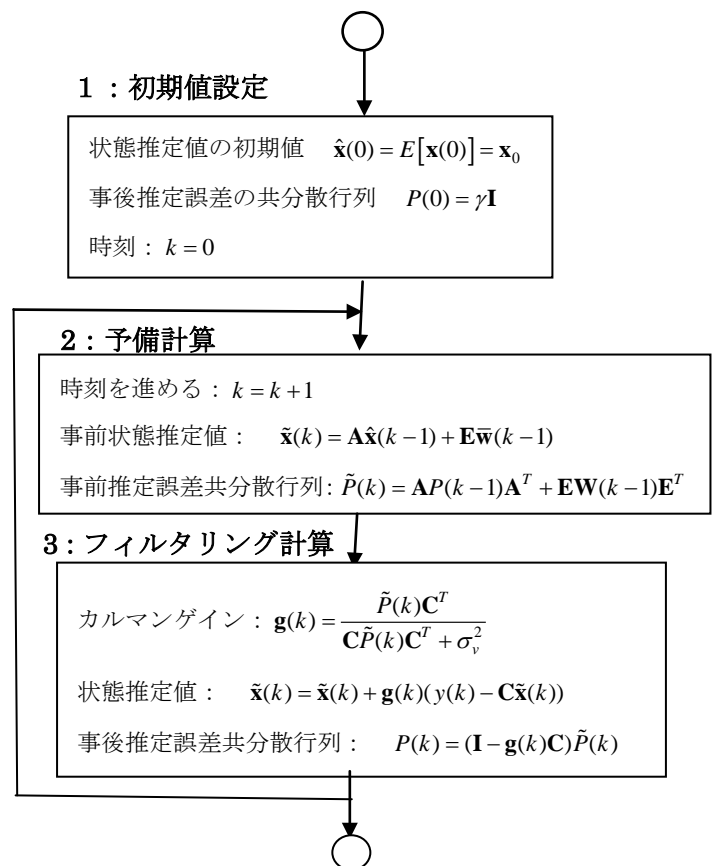 1：初期値設定
状態推定値の初期値 x̂(0) = E[x(0)] = x₀
事後推定誤差の共分散行列 P(0) = γI
時刻：k = 0
2：予備計算
時刻を進める：k = k+1
事前状態推定値： x̃(k) = Ax̂(k−1) + Ew̄(k−1)
事前推定誤差共分散行列： P̃(k) = AP(k−1)Aᵀ + EW(k−1)Eᵀ
3：フィルタリング計算
カルマンゲイン：g(k) = P̃(k)Cᵀ / (CP̃(k)Cᵀ + σᵥ²)
状態推定値： x̃(k) = x̃(k) + g(k)(y(k) − Cx̃(k))
事後推定誤差共分散行列： P(k) = (I − g(k)C)P̃(k)